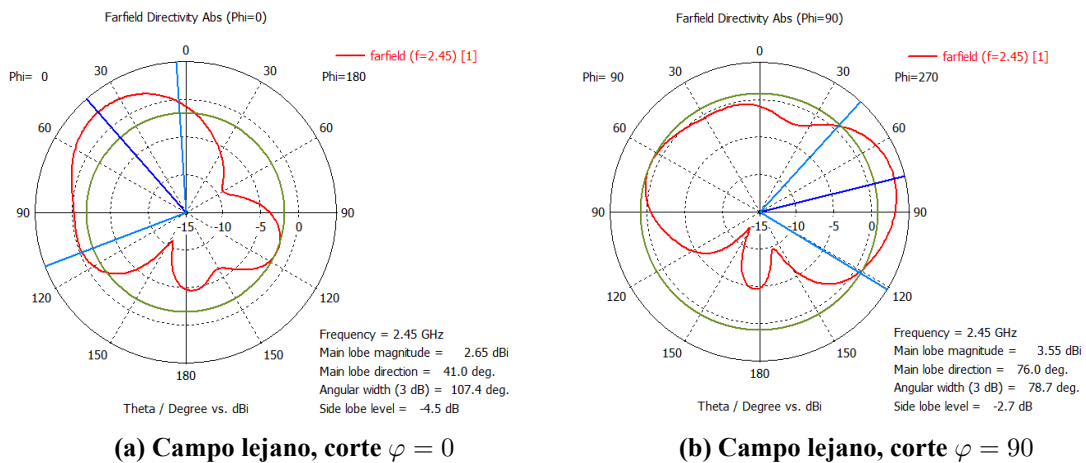 Farfield Directivity Abs (Phi=0)
0
farfield (f=2.45) [1]
Phi= 0
30
30
Phi=180
60
60
90
-15
-10
-5
0
90
120
120
150
150
180
Frequency = 2.45 GHz
Main lobe magnitude = 2.65 dBi
Main lobe direction = 41.0 deg.
Angular width (3 dB) = 107.4 deg.
Side lobe level = -4.5 dB
Theta / Degree vs. dBi
(a) Campo lejano, corte φ = 0
Farfield Directivity Abs (Phi=90)
0
farfield (f=2.45) [1]
Phi= 90
30
30
Phi=270
60
60
90
-15
-10
-5
0
90
120
120
150
150
180
Frequency = 2.45 GHz
Main lobe magnitude = 3.55 dBi
Main lobe direction = 76.0 deg.
Angular width (3 dB) = 78.7 deg.
Side lobe level = -2.7 dB
Theta / Degree vs. dBi
(b) Campo lejano, corte φ = 90